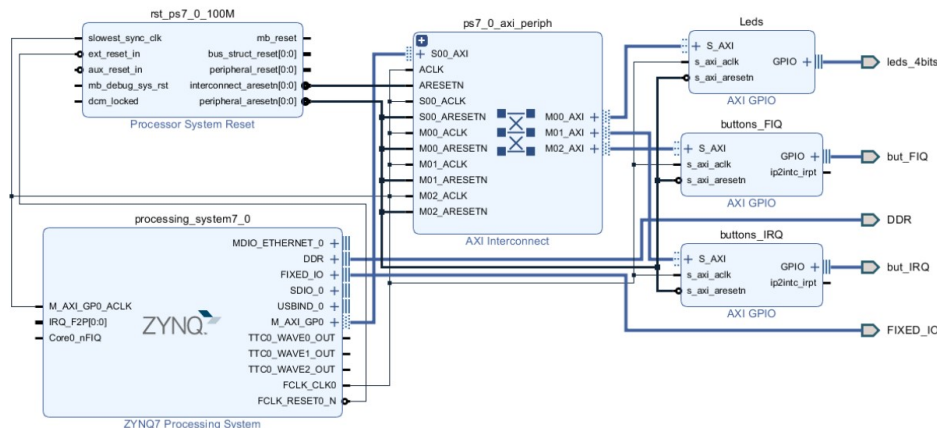 rst_ps7_0_100M
slowest_sync_clk
ext_reset_in
aux_reset_in
mb_debug_sys_rst
dcm_locked
mb_reset
bus_struct_reset[0:0]
peripheral_reset[0:0]
interconnect_aresetn[0:0]
peripheral_aresetn[0:0]
Processor System Reset
processing_system7_0
M_AXI_GP0_ACLK
IRQ_F2P[0:0]
Core0_nFIQ
ZYNQ
MDIO_ETHERNET_0
DDR
FIXED_IO
SDIO_0
USBIND_0
M_AXI_GP0
TTC0_WAVE0_OUT
TTC0_WAVE1_OUT
TTC0_WAVE2_OUT
FCLK_CLK0
FCLK_RESET0_N
ZYNQ7 Processing System
ps7_0_axi_periph
S00_AXI
ACLK
ARESETN
S00_ACLK
S00_ARESETN
M00_ACLK
M00_ARESETN
M01_ACLK
M01_ARESETN
M02_ACLK
M02_ARESETN
M00_AXI
M01_AXI
M02_AXI
AXI Interconnect
Leds
S_AXI
s_axi_aclk
s_axi_aresetn
GPIO
AXI GPIO
buttons_FIQ
S_AXI
s_axi_aclk
s_axi_aresetn
GPIO
ip2intc_irpt
AXI GPIO
buttons_IRQ
S_AXI
s_axi_aclk
s_axi_aresetn
GPIO
ip2intc_irpt
AXI GPIO
leds_4bits
but_FIQ
DDR
but_IRQ
FIXED_IO